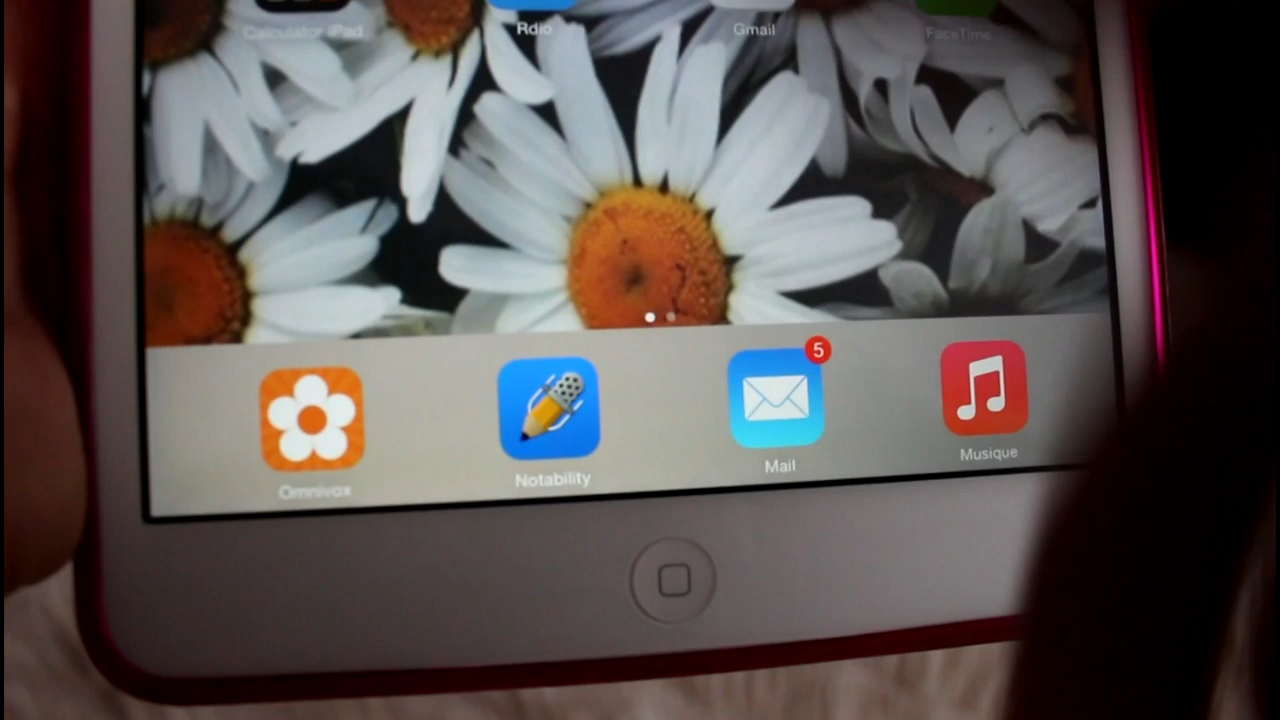 Calculator iPad
Rdio
Gmail
FaceTime
5
Omnivox
Notability
Mail
Musique